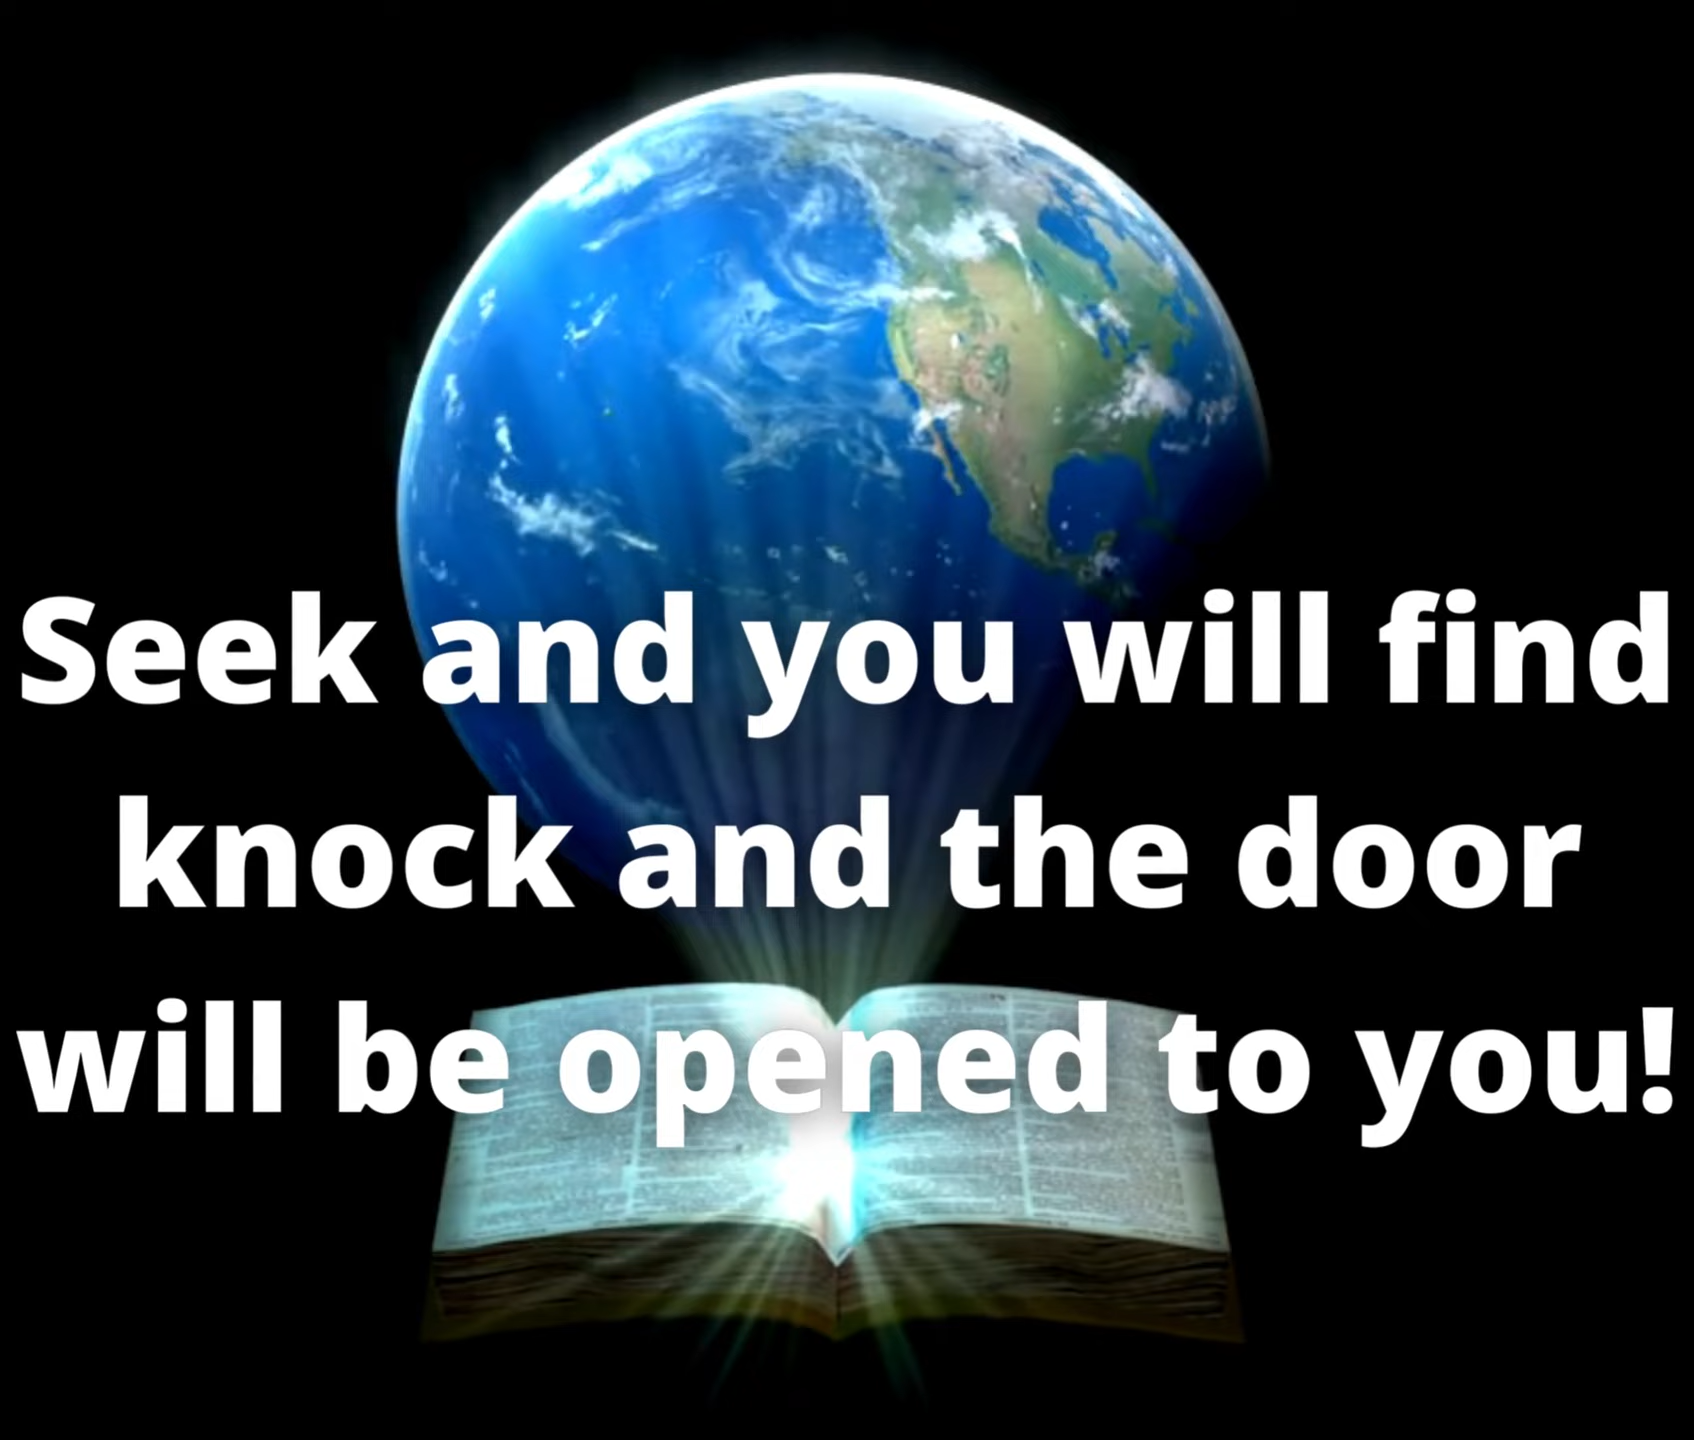 Seek and you will find
knock and the door
will be opened to you!